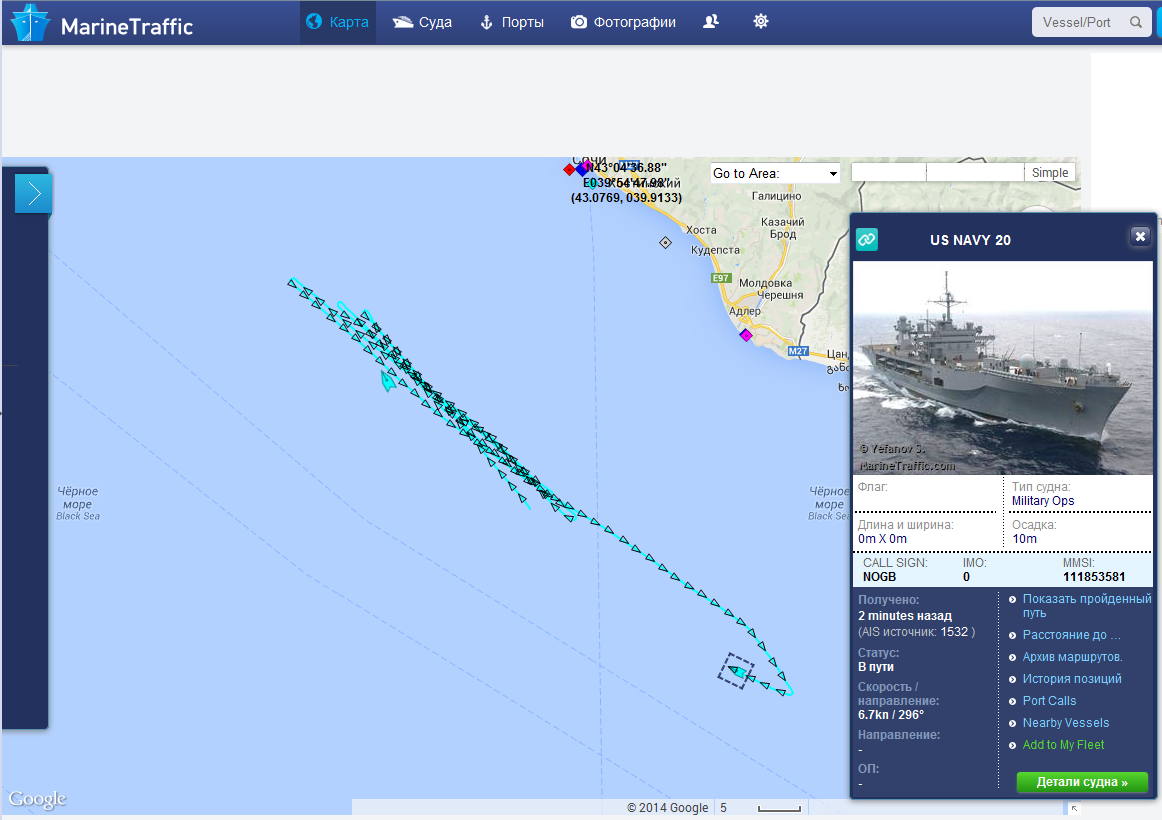 MarineTraffic
Карта
Суда
Порты
Фотографии
Vessel/Port
Сочи
N43°04'36.88"
E039°54'47.98"
(43.0769, 039.9133)
Go to Area:
Simple
Галицино
Казачий
Брод
Хоста
Кудепста
E97
Молдовка
Черешня
Адлер
M27
Чёрное
море
Black Sea
Чёрное
море
Black Sea
US NAVY 20
© Yefanov S.
MarineTraffic.com
Флаг:
Тип судна:
Military Ops
Длина и ширина:
0m X 0m
Осадка:
10m
CALL SIGN:
NOGB
IMO:
0
MMSI:
111853581
Получено:
2 minutes назад
(AIS источник: 1532 )
Статус:
В пути
Скорость /
направление:
6.7kn / 296°
Направление:
-
ОП:
-
Показать пройденный
путь
Расстояние до ...
Архив маршрутов.
История позиций
Port Calls
Nearby Vessels
Add to My Fleet
Детали судна »
Google
© 2014 Google
5